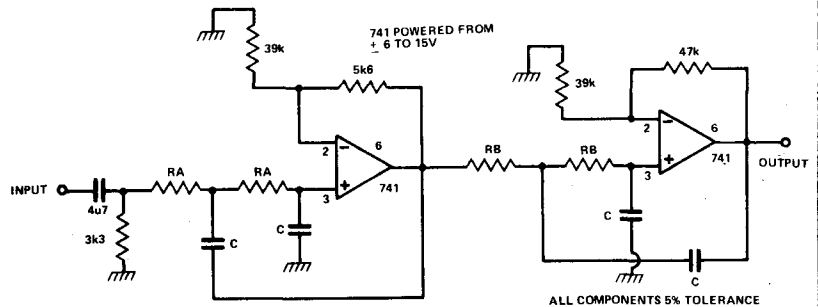 741 POWERED FROM
± 6 TO 15V
39k
5k6
47k
39k
2
6
3
741
2
6
3
741
INPUT
4u7
3k3
RA
RA
C
C
RB
RB
C
C
OUTPUT
ALL COMPONENTS 5% TOLERANCE